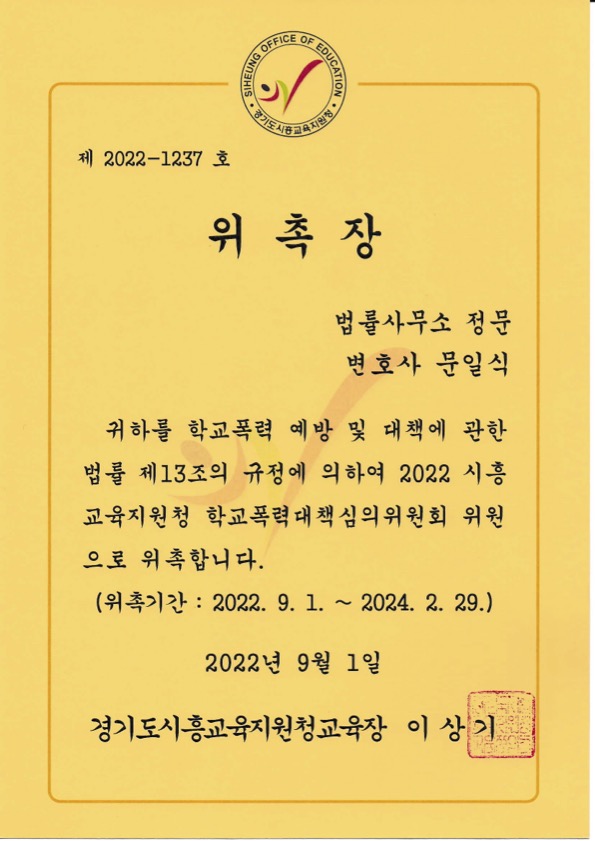 SIHEUNG OFFICE OF EDUCATION
경기도시흥교육지원청
제 2022-1237 호
위 촉 장
법률사무소 정문
변호사 문일식
귀하를 학교폭력 예방 및 대책에 관한
법률 제13조의 규정에 의하여 2022 시흥
교육지원청 학교폭력대책심의위원회 위원
으로 위촉합니다.
(위촉기간 : 2022. 9. 1. ~ 2024. 2. 29.)
2022년 9월 1일
경기도시흥교육지원청교육장 이 상 기